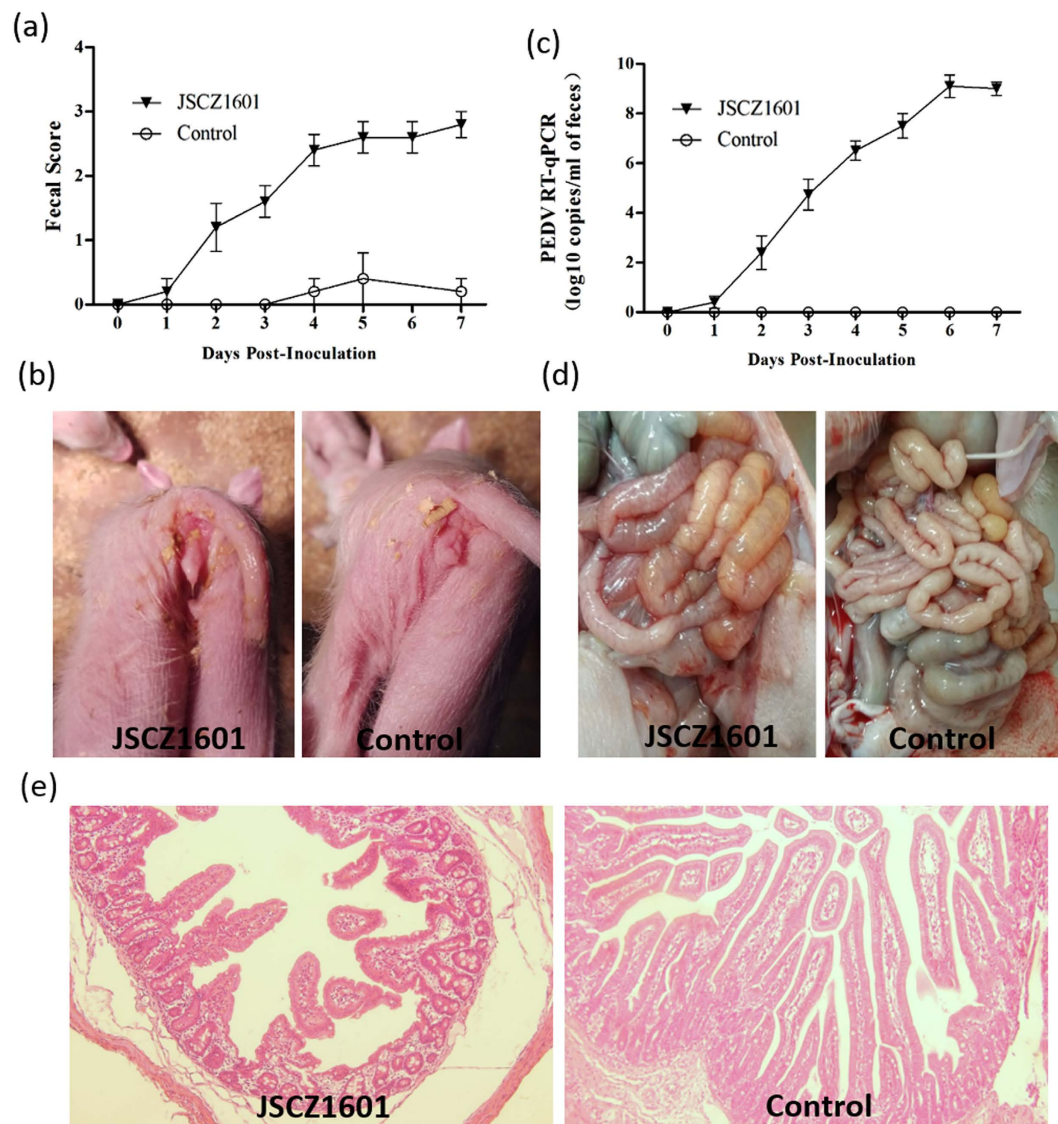 (a)
Fecal Score
4
3
2
1
0
JSCZ1601
Control
0 1 2 3 4 5 6 7
Days Post-Inoculation
(c)
PEDV RT-qPCR
(log10 copies/ml of feces)
10
8
6
4
2
0
JSCZ1601
Control
0 1 2 3 4 5 6 7
Days Post-Inoculation
(b)
JSCZ1601
Control
(d)
JSCZ1601
Control
(e)
JSCZ1601
Control